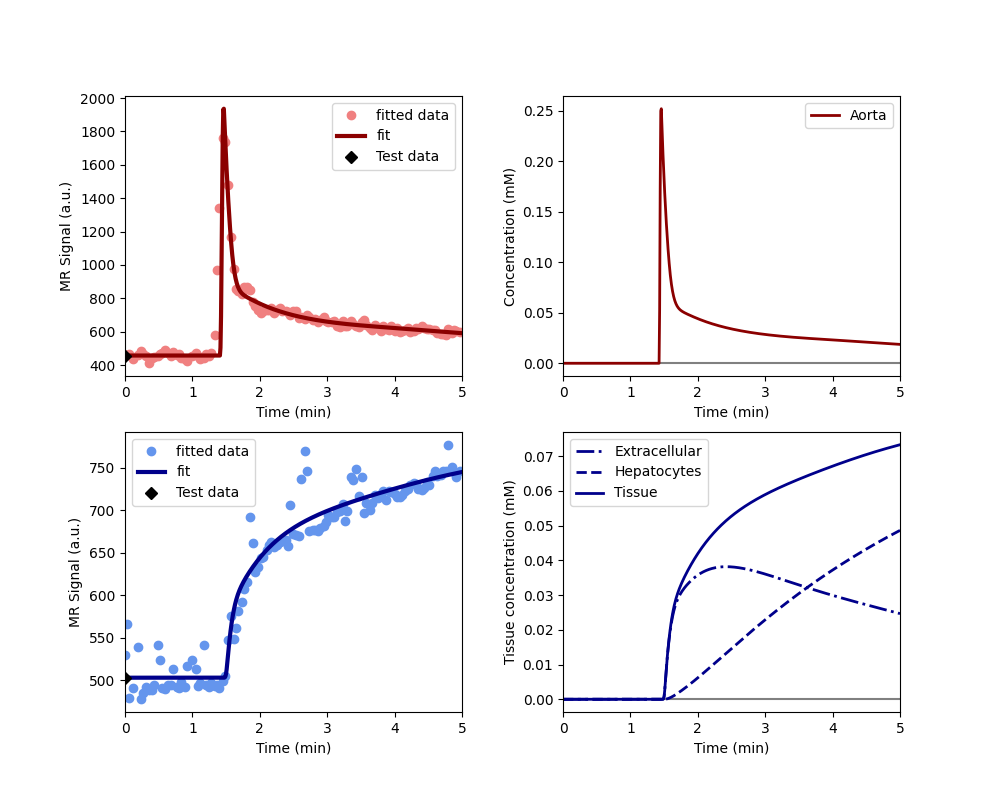 2000
1800
1600
1400
1200
1000
800
600
400
MR Signal (a.u.)
fitted data
fit
Test data
0 1 2 3 4 5
Time (min)
0.25
0.20
0.15
0.10
0.05
0.00
Concentration (mM)
Aorta
0 1 2 3 4 5
Time (min)
750
700
650
600
550
500
MR Signal (a.u.)
fitted data
fit
Test data
0 1 2 3 4 5
Time (min)
0.07
0.06
0.05
0.04
0.03
0.02
0.01
0.00
Tissue concentration (mM)
Extracellular
Hepatocytes
Tissue
0 1 2 3 4 5
Time (min)